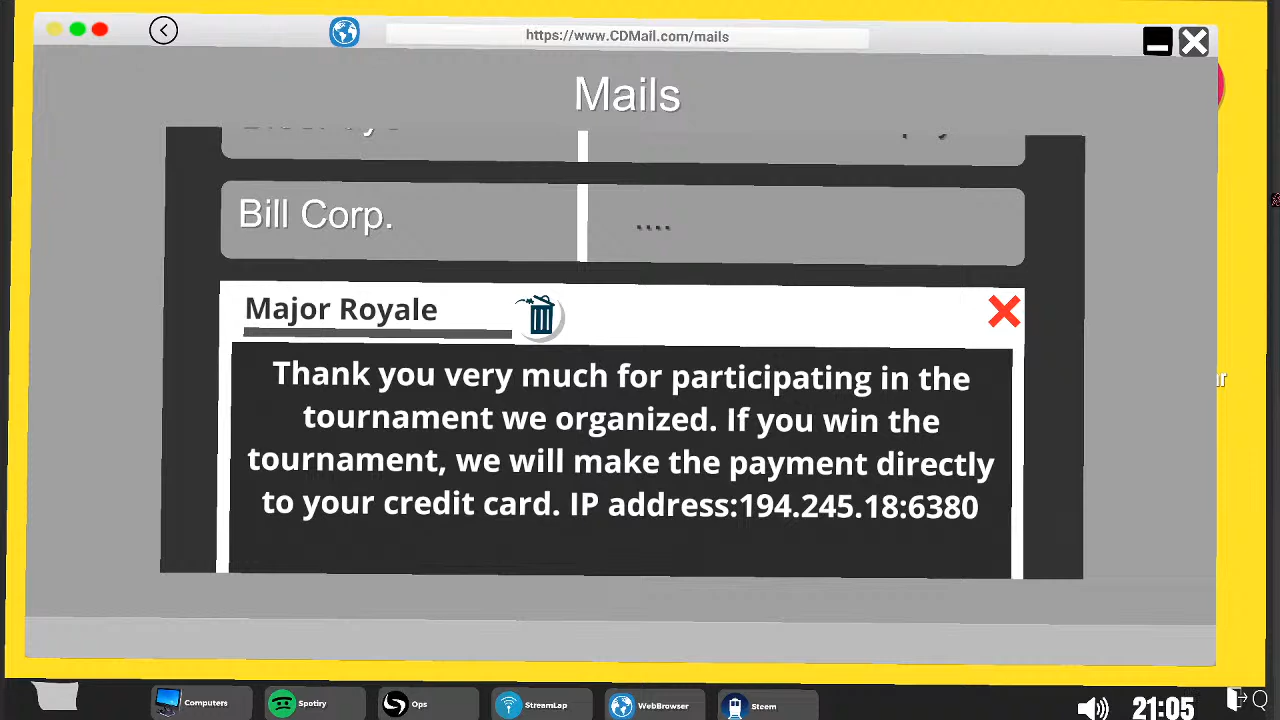 https://www.CDMail.com/mails
Mails
Bill Corp.
....
Major Royale
Thank you very much for participating in the
tournament we organized. If you win the
tournament, we will make the payment directly
to your credit card. IP address:194.245.18:6380
Computers
Spotiry
Ops
StreamLap
WebBrowser
Steem
21:05
Q